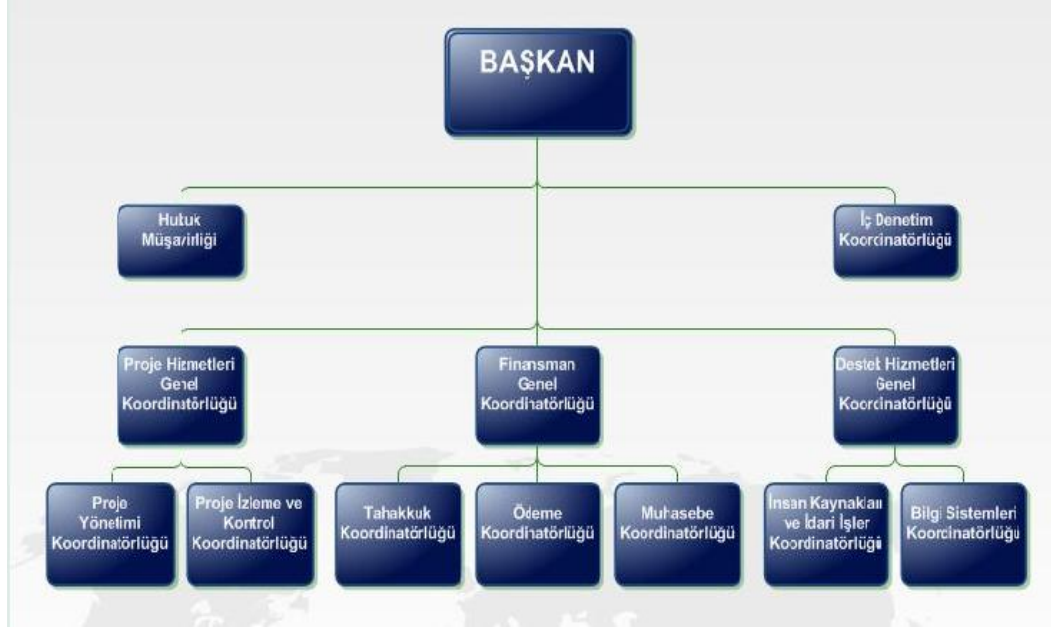 BAŞKAN
Hukuk
Müşavirliği
İç Denetim
Koordinatörlüğü
Proje Hizmetleri
Genel
Koordinatörlüğü
Finansman
Genel
Koordinatörlüğü
Destek Hizmetleri
Genel
Koordinatörlüğü
Proje
Yönetimi
Koordinatörlüğü
Proje İzleme ve
Kontrol
Koordinatörlüğü
Tahakkuk
Koordinatörlüğü
Ödeme
Koordinatörlüğü
Muhasebe
Koordinatörlüğü
İnsan Kaynakları
ve İdari İşler
Koordinatörlüğü
Bilgi Sistemleri
Koordinatörlüğü